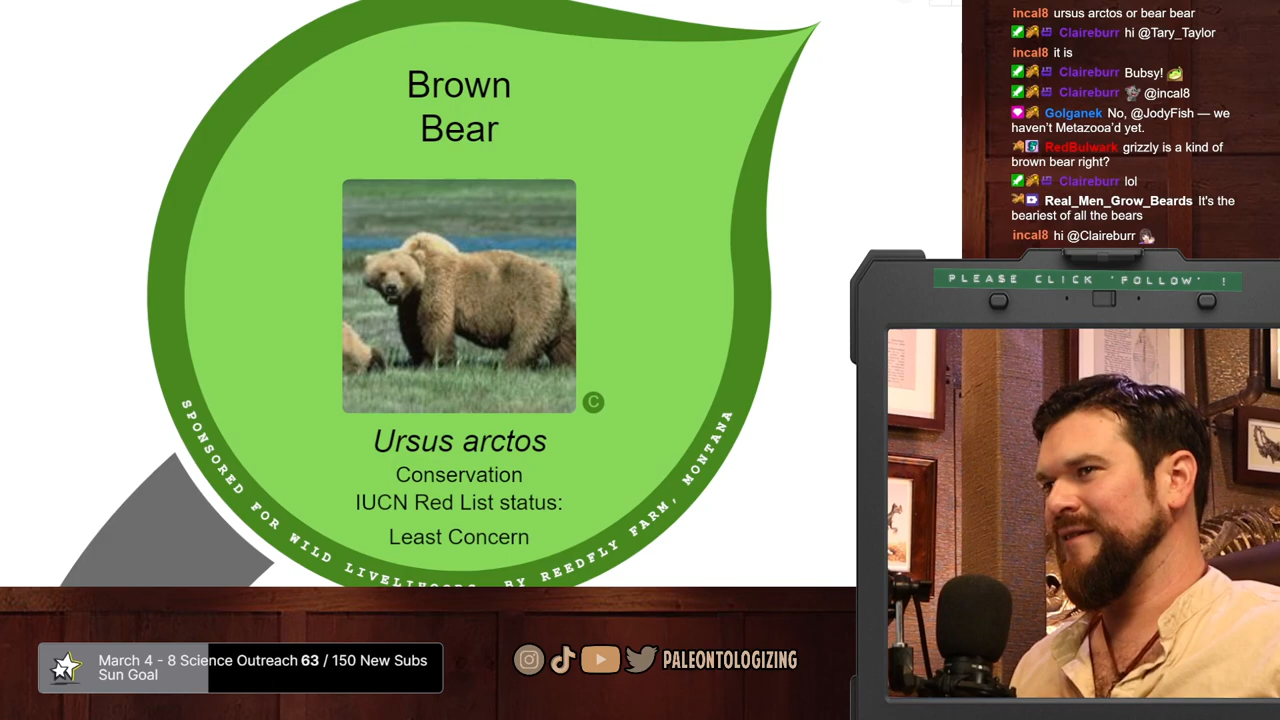 Brown
Bear
C
Ursus arctos
Conservation
IUCN Red List status:
Least Concern
SPONSORED FOR WILD LIVELIHOODS BY REEDFLY FARM, MONTANA
incal8 ursus arctos or bear bear
Claireburr hi @Tary_Taylor
incal8 it is
Claireburr Bubsy!
Claireburr @incal8
Golganek No, @JodyFish — we
haven't Metazooa'd yet.
RedBulwark grizzly is a kind of
brown bear right?
Claireburr lol
Real_Men_Grow_Beards It's the
beariest of all the bears
incal8 hi @Claireburr
PLEASE CLICK "FOLLOW" !
March 4 - 8 Science Outreach 63 / 150 New Subs
Sun Goal
PALEONTOLOGIZING